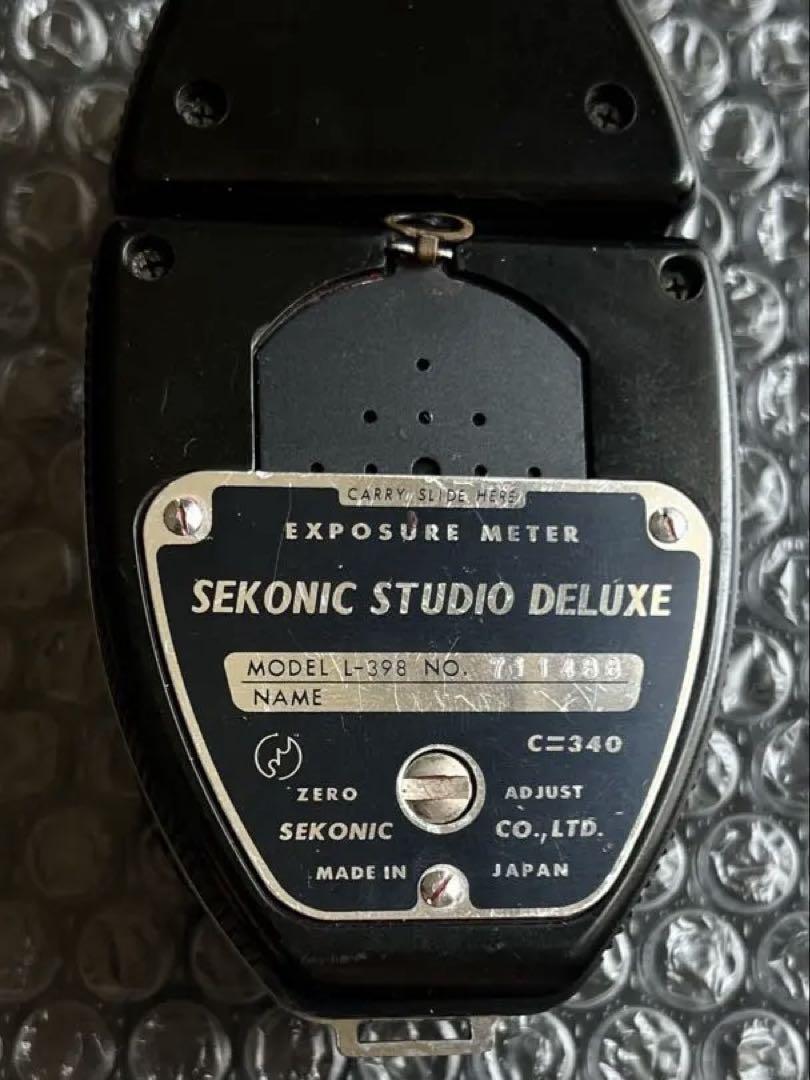 CARRY SLIDE HERE
EXPOSURE METER
SEKONIC STUDIO DELUXE
MODEL L-398 NO. 711488
NAME
C=340
ZERO ADJUST
SEKONIC CO.,LTD.
MADE IN JAPAN